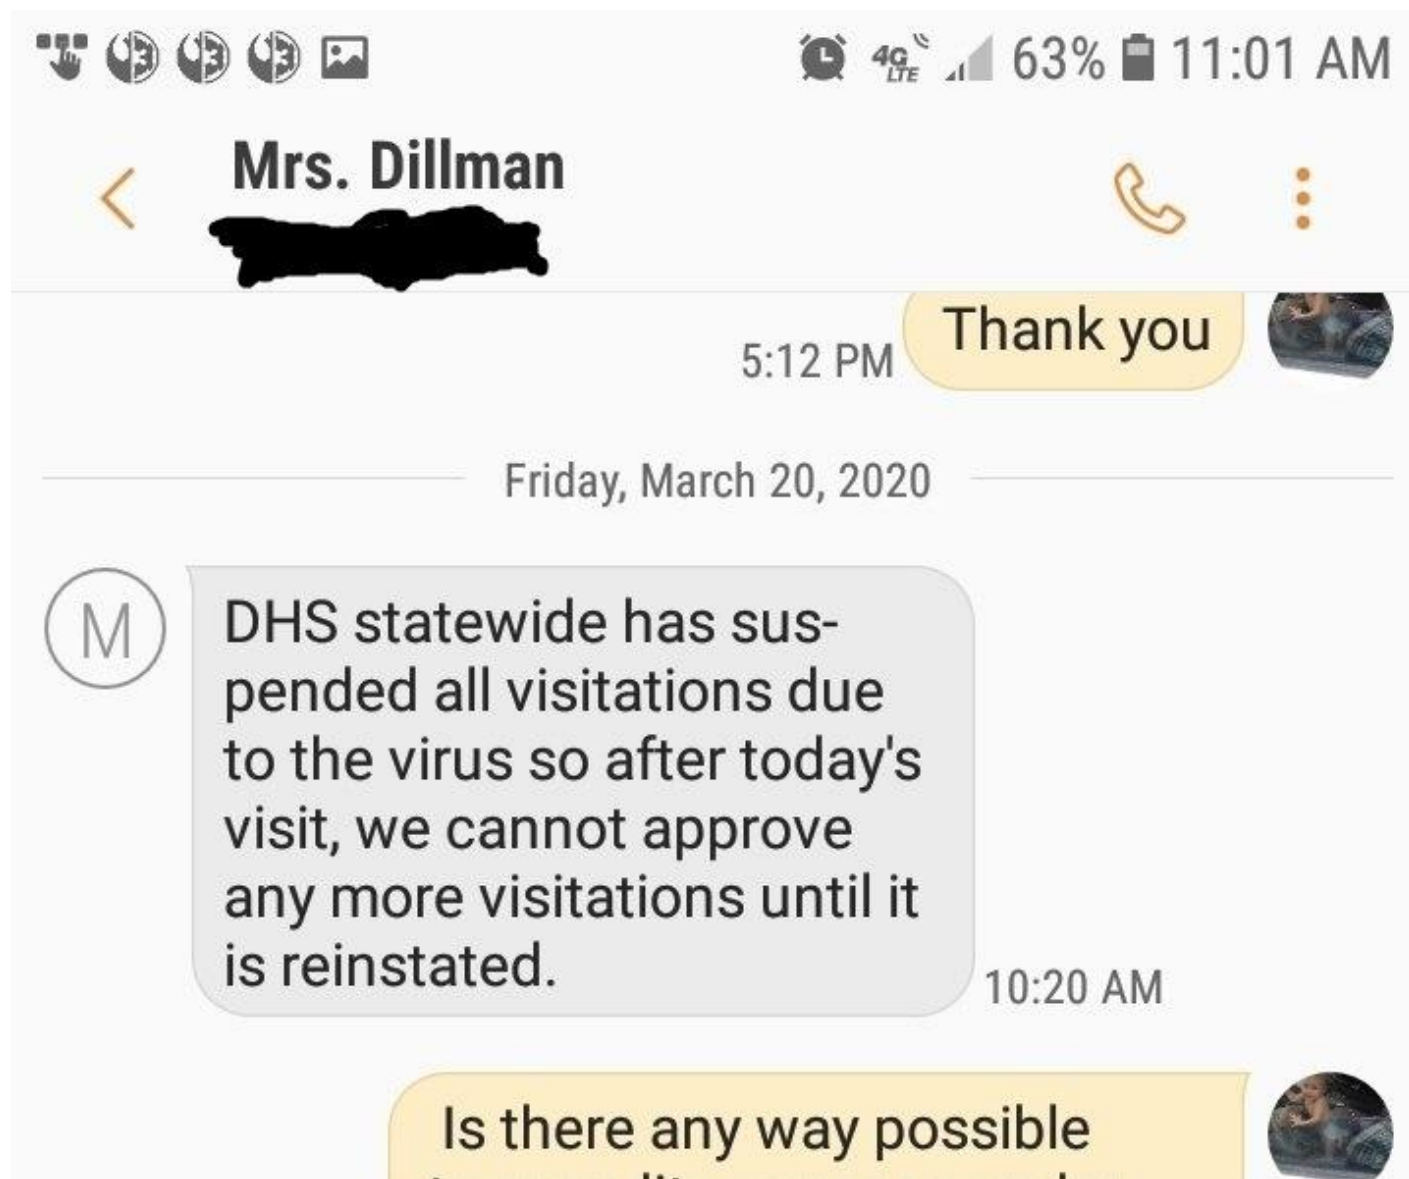 63% 11:01 AM
4G LTE
Mrs. Dillman
Thank you
5:12 PM
Friday, March 20, 2020
M
DHS statewide has sus-
pended all visitations due
to the virus so after today's
visit, we cannot approve
any more visitations until it
is reinstated.
10:20 AM
Is there any way possible